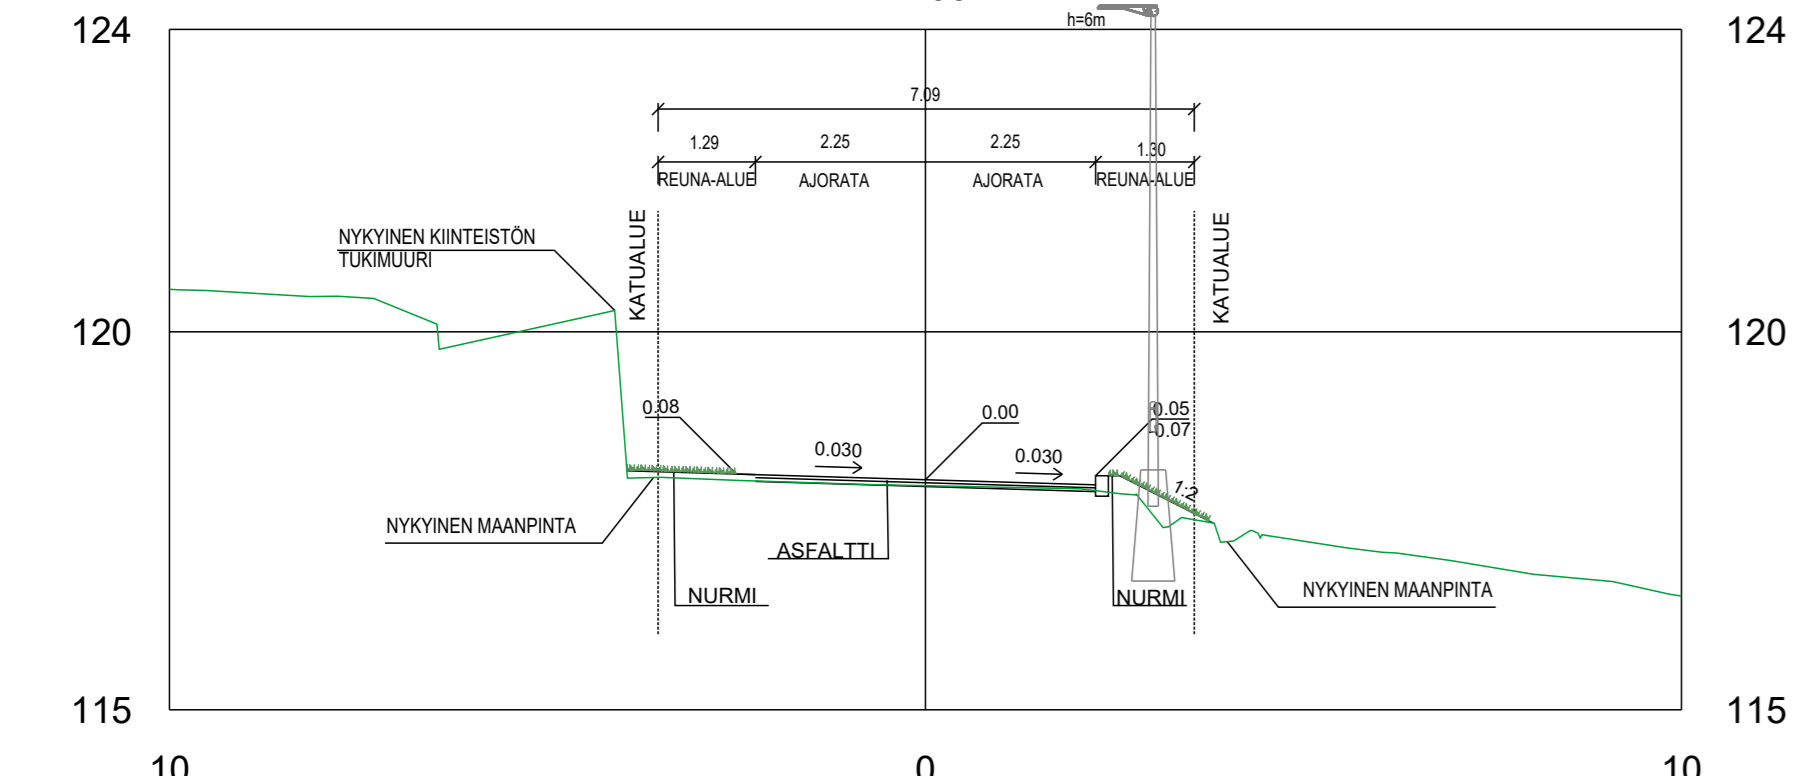 h=6m
124
124
7.09
1.29
2.25
2.25
1.30
REUNA-ALUE
AJORATA
AJORATA
REUNA-ALUE
KATUALUE
KATUALUE
NYKYINEN KIINTEISTÖN
TUKIMUURI
120
120
0.08
0.00
0.05
-0.07
0.030
0.030
1:2
NYKYINEN MAANPINTA
ASFALTTI
NURMI
NURMI
NYKYINEN MAANPINTA
115
115
10
0
10